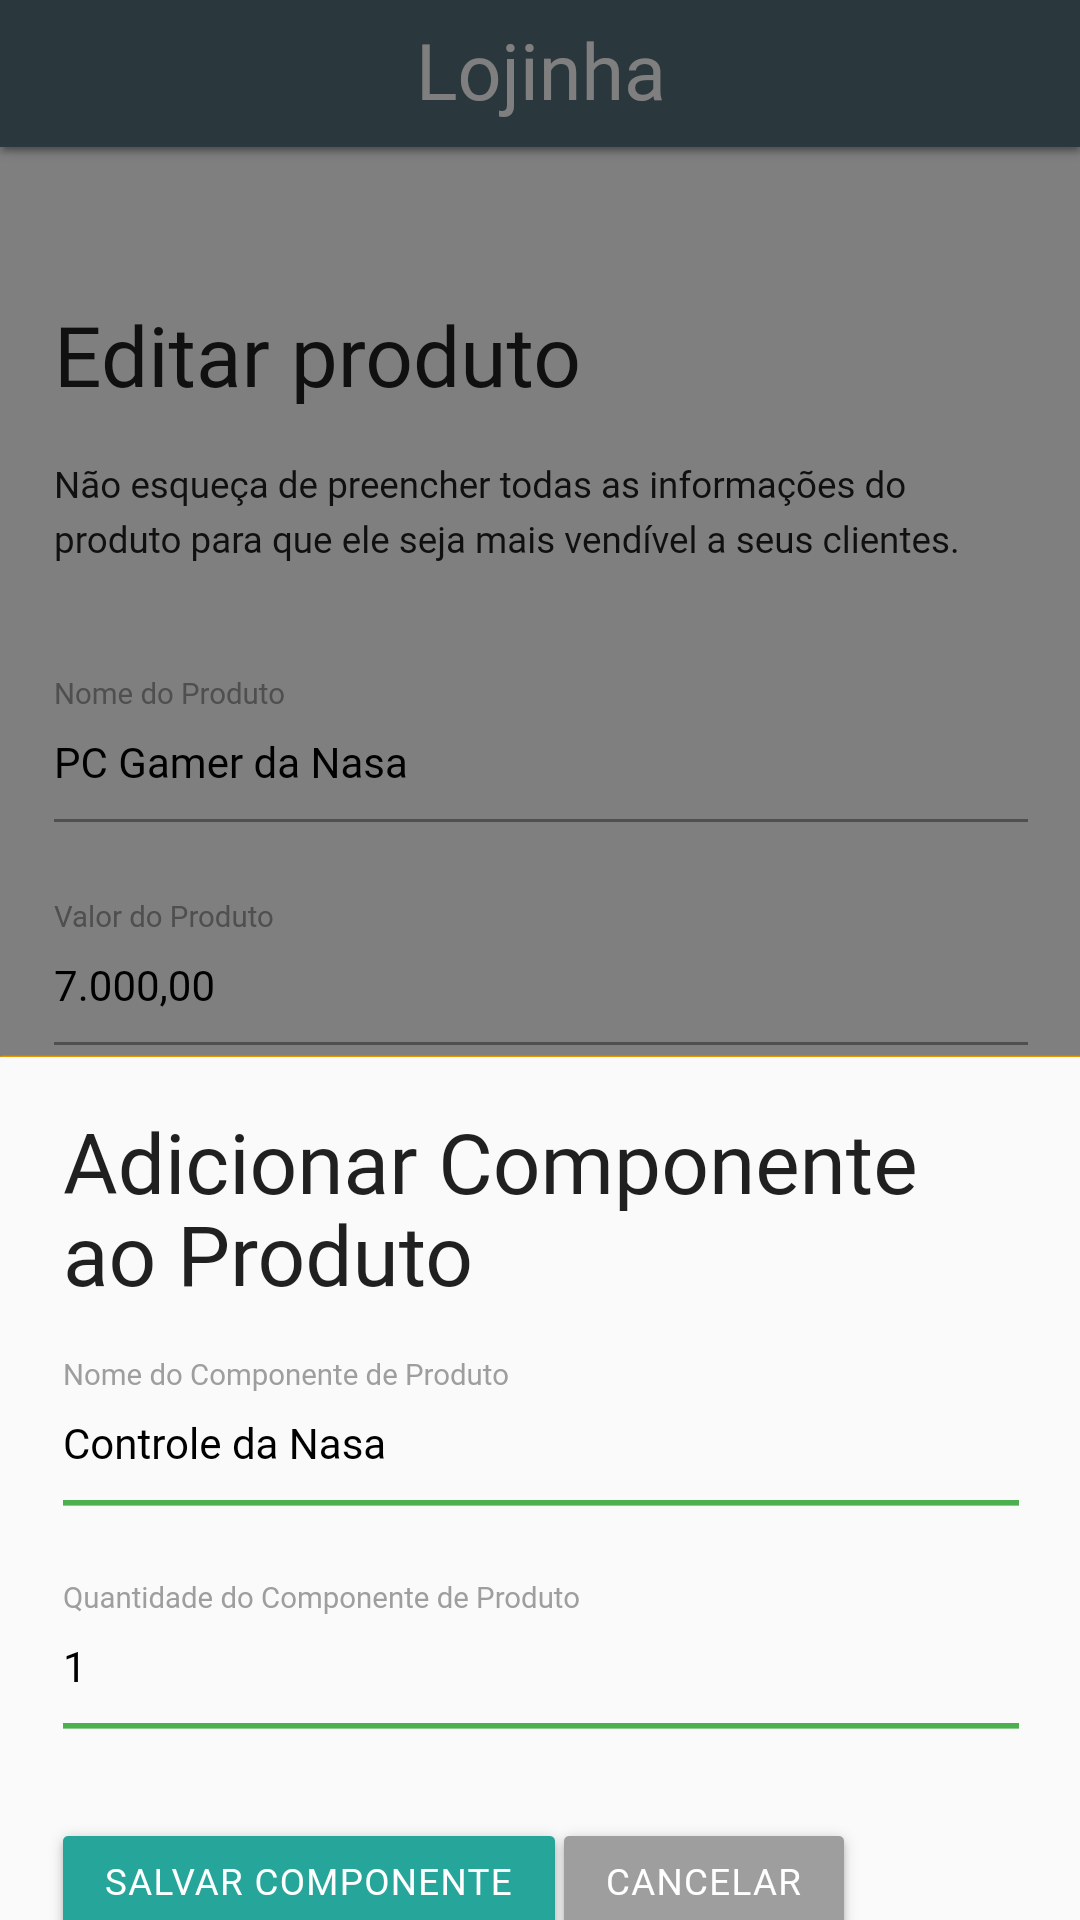 Lojinha
Editar produto
Não esqueça de preencher todas as informações do
produto para que ele seja mais vendível a seus clientes.
Nome do Produto
PC Gamer da Nasa
Valor do Produto
7.000,00
Adicionar Componente
ao Produto
Nome do Componente de Produto
Controle da Nasa
Quantidade do Componente de Produto
1
SALVAR COMPONENTE CANCELAR